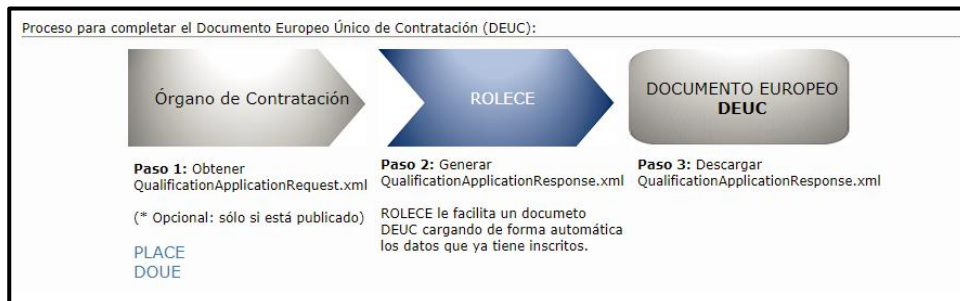 Proceso para completar el Documento Europeo Único de Contratación (DEUC):
Órgano de Contratación
ROLECE
DOCUMENTO EUROPEO
DEUC
Paso 1: Obtener
QualificationApplicationRequest.xml
(* Opcional: sólo si está publicado)
PLACE
DOUE
Paso 2: Generar
QualificationApplicationResponse.xml
ROLECE le facilita un documeto
DEUC cargando de forma automática
los datos que ya tiene inscritos.
Paso 3: Descargar
QualificationApplicationResponse.xml